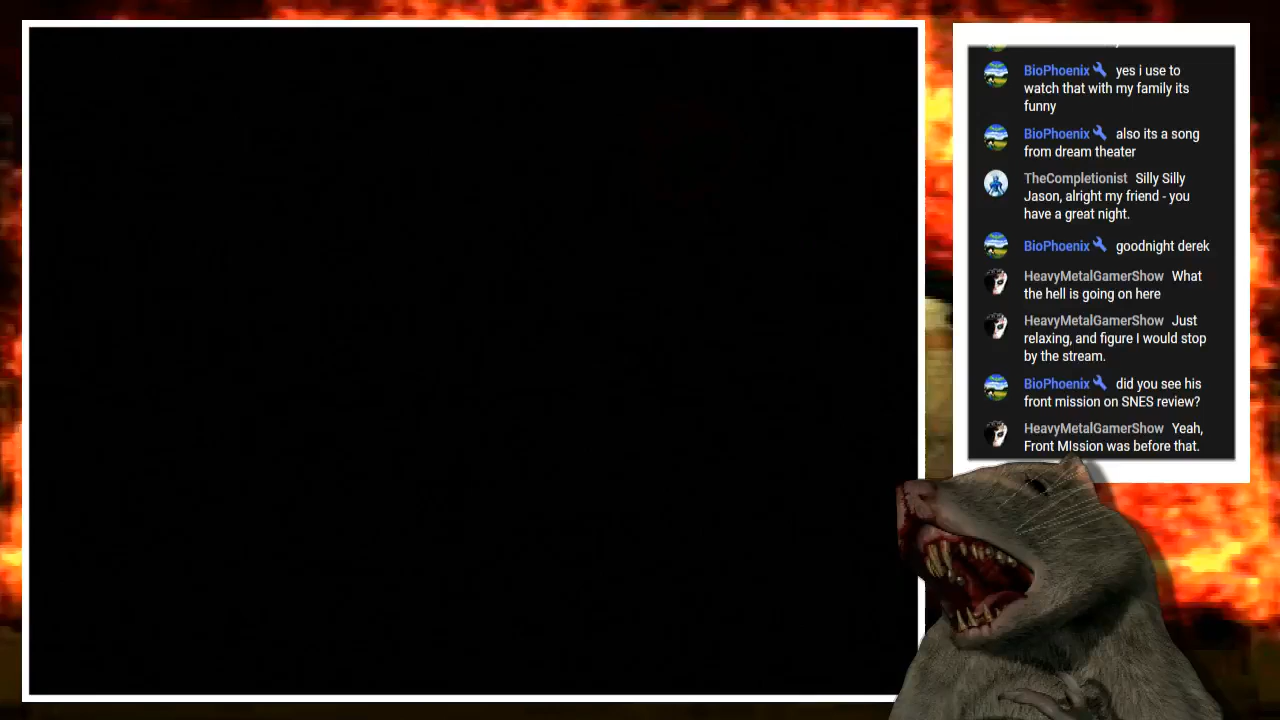 BioPhoenix yes i use to
watch that with my family its
funny
BioPhoenix also its a song
from dream theater
TheCompletionist Silly Silly
Jason, alright my friend - you
have a great night.
BioPhoenix goodnight derek
HeavyMetalGamerShow What
the hell is going on here
HeavyMetalGamerShow Just
relaxing, and figure I would stop
by the stream.
BioPhoenix did you see his
front mission on SNES review?
HeavyMetalGamerShow Yeah,
Front MIssion was before that.